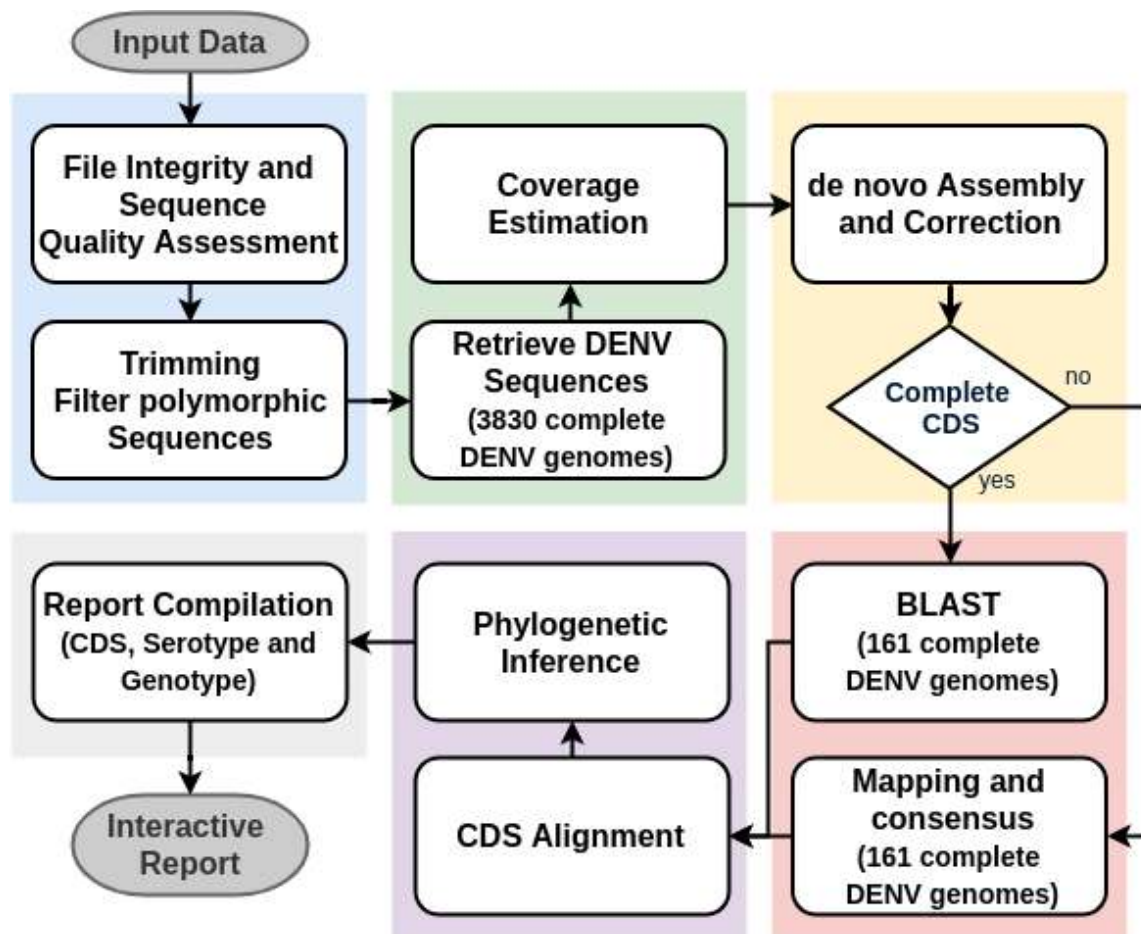 Input Data
File Integrity and
Sequence
Quality Assessment
Trimming
Filter polymorphic
Sequences
Coverage
Estimation
Retrieve DENV
Sequences
(3830 complete
DENV genomes)
de novo Assembly
and Correction
Complete
CDS
no
yes
BLAST
(161 complete
DENV genomes)
Mapping and
consensus
(161 complete
DENV genomes)
CDS Alignment
Phylogenetic
Inference
Report Compilation
(CDS, Serotype and
Genotype)
Interactive
Report